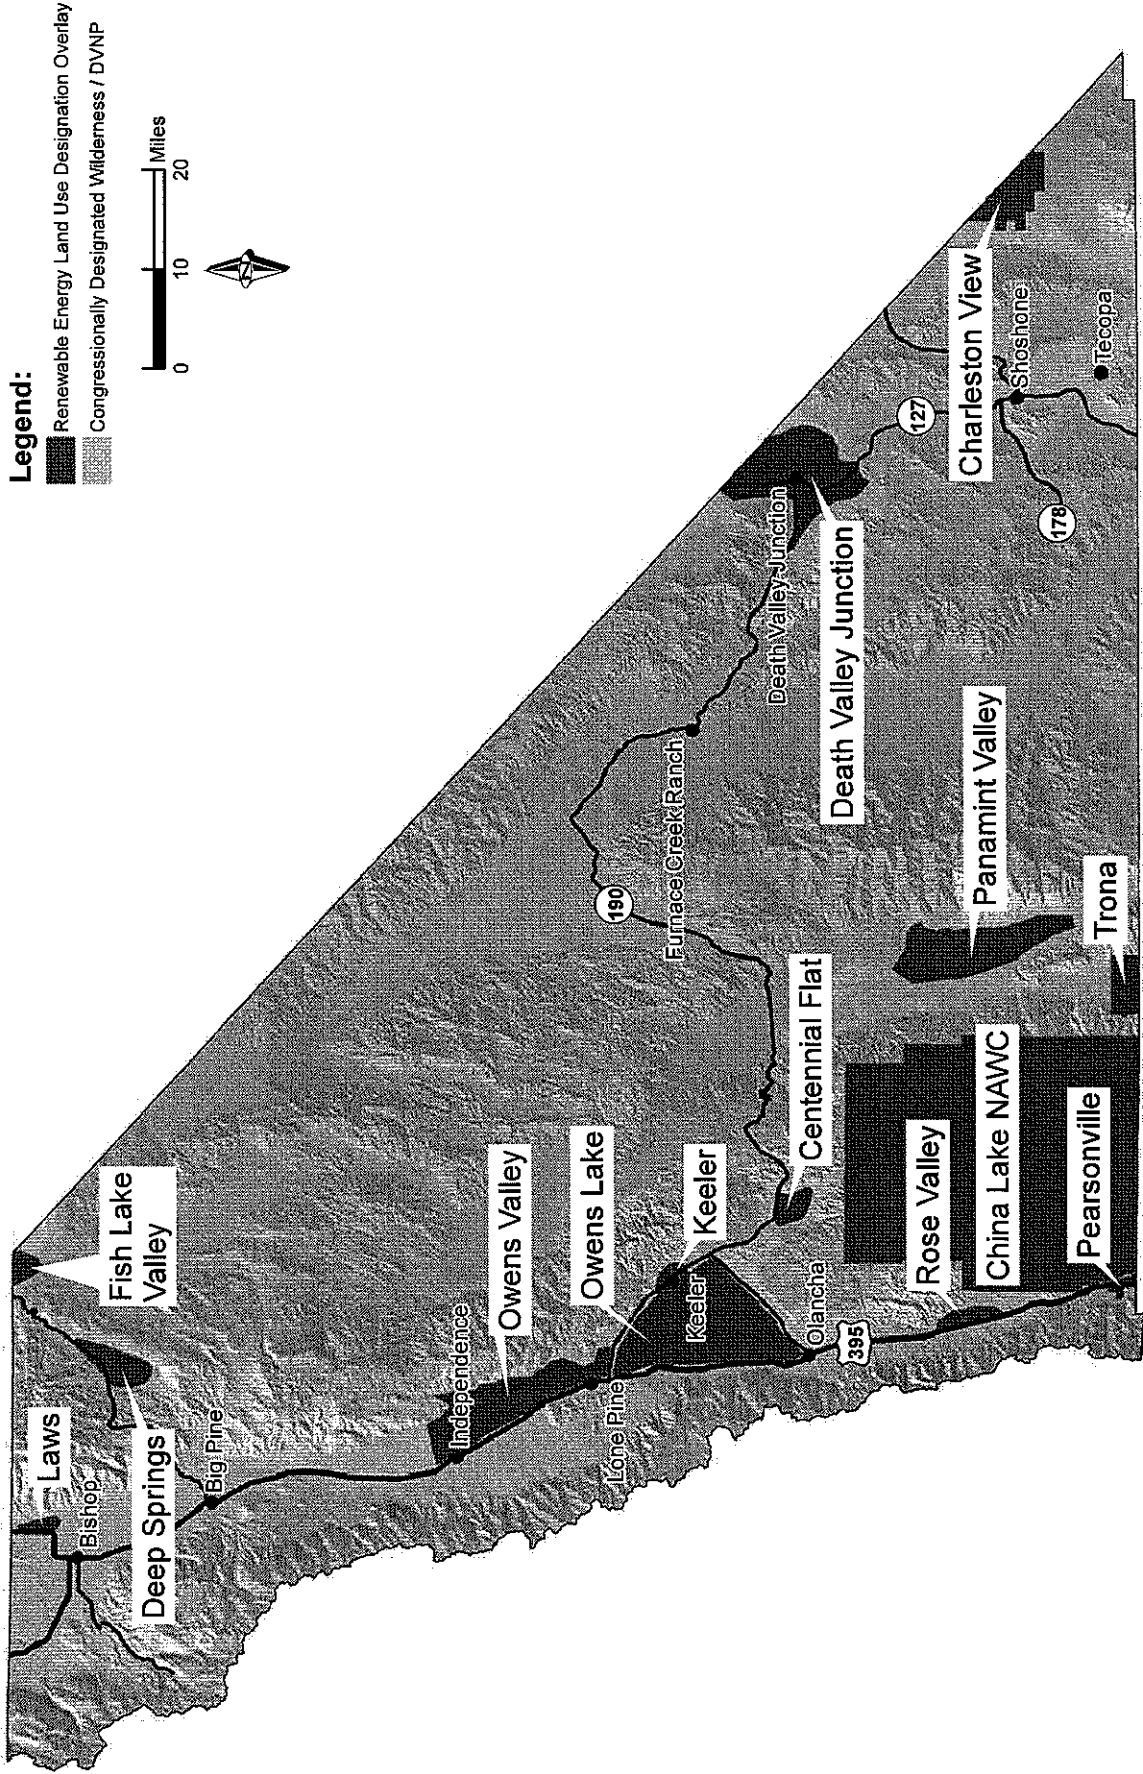 Legend:
Renewable Energy Land Use Designation Overlay
Congressionally Designated Wilderness / DVNP
Miles
0 10 20
N
Laws
Bishop
Fish Lake
Valley
Deep Springs
Big Pine
Independence
Owens Valley
Owens Lake
Lone Pine
Keeler
Keeler
Olancha
395
Centennial Flat
190
Furnace Creek Ranch
Death Valley Junction
Death Valley Junction
127
Charleston View
Shoshone
Tecopa
178
Panamint Valley
Trona
Rose Valley
China Lake NAWC
Pearsonville